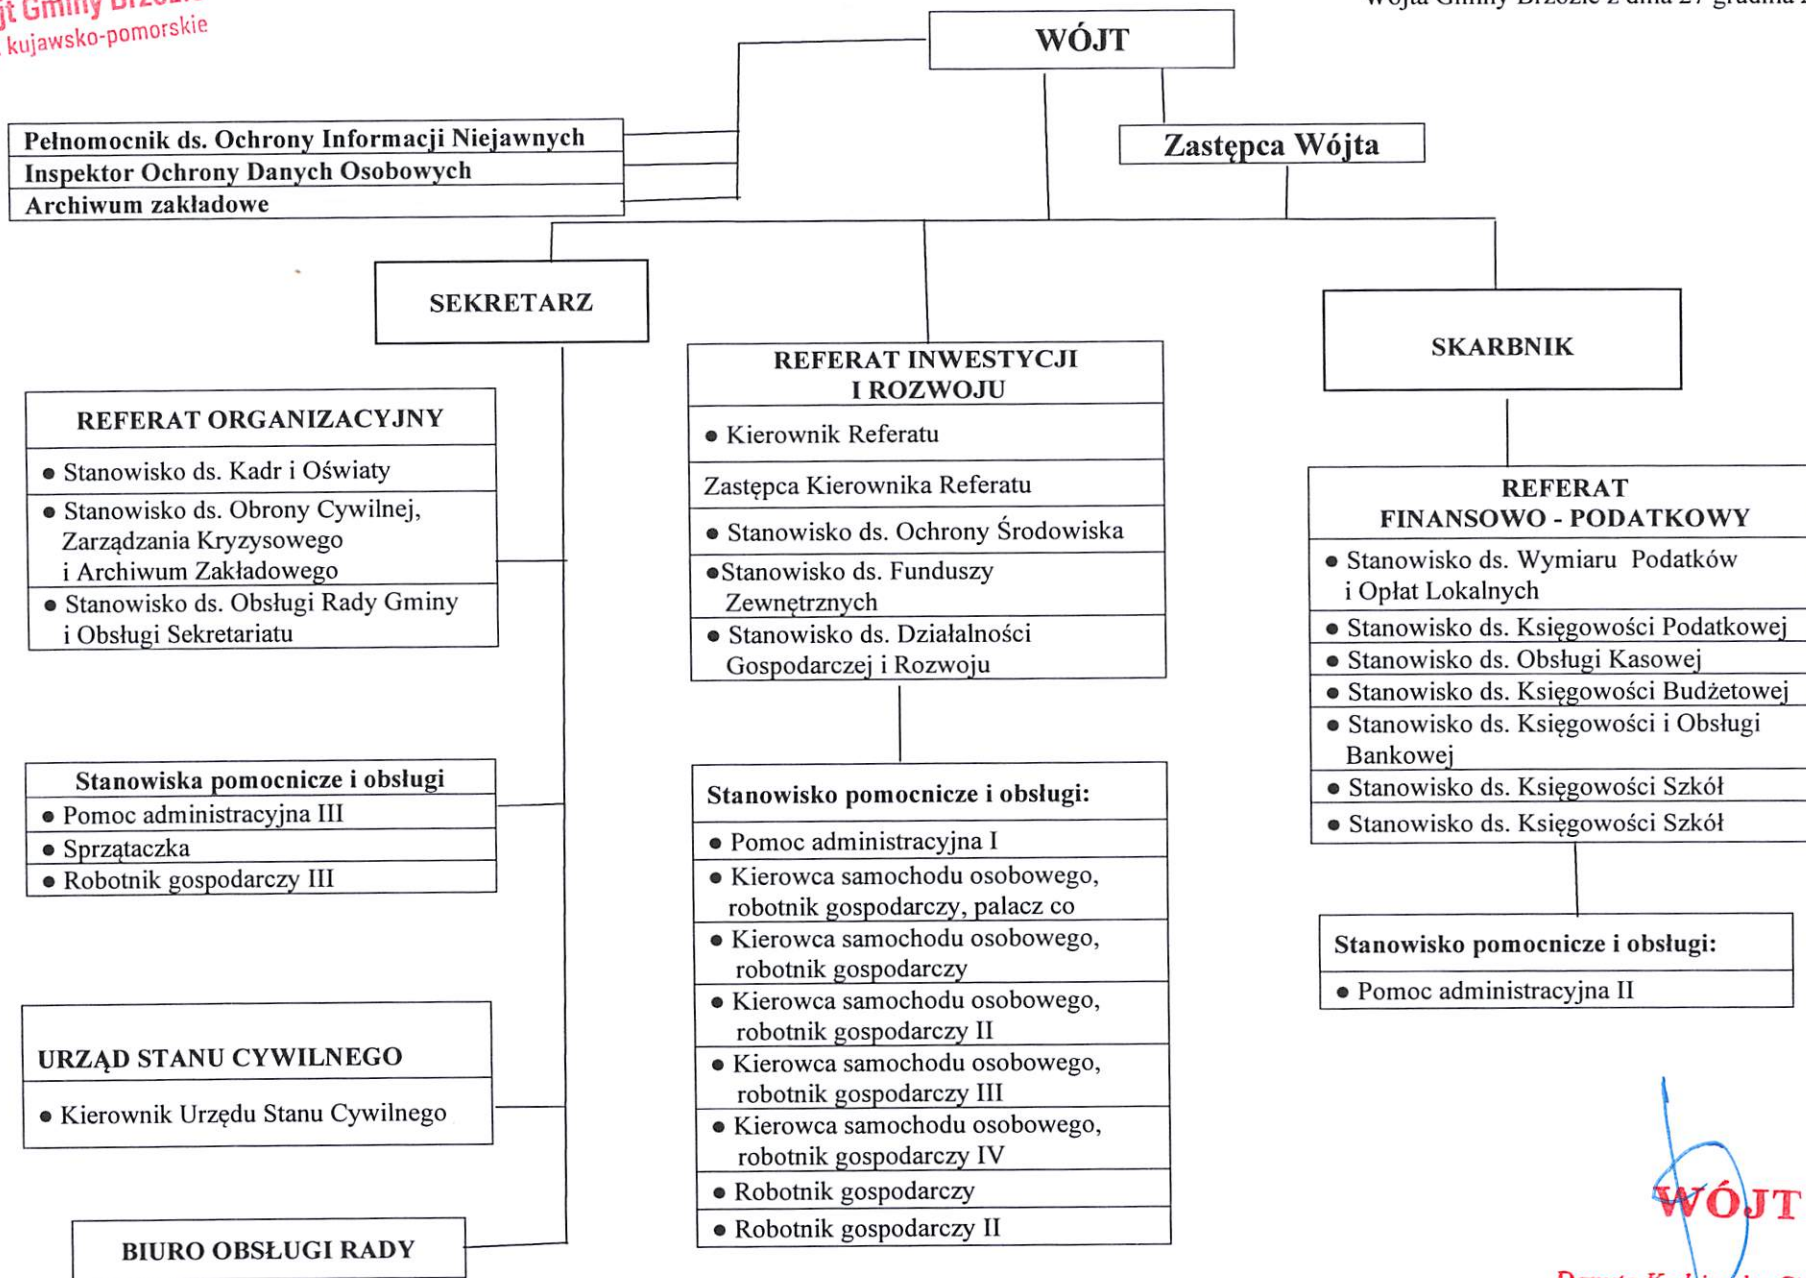 Gminy
kujawsko-pomorskie
Wójta Gminy Brzozie z dnia 27 grudnia
WÓJT
Zastępca Wójta
Pełnomocnik ds. Ochrony Informacji Niejawnych
Inspektor Ochrony Danych Osobowych
Archiwum zakładowe
SEKRETARZ
REFERAT ORGANIZACYJNY
● Stanowisko ds. Kadr i Oświaty
● Stanowisko ds. Obrony Cywilnej,
Zarządzania Kryzysowego
i Archiwum Zakładowego
● Stanowisko ds. Obsługi Rady Gminy
i Obsługi Sekretariatu
Stanowiska pomocnicze i obsługi
● Pomoc administracyjna III
● Sprzątaczka
● Robotnik gospodarczy III
URZĄD STANU CYWILNEGO
● Kierownik Urzędu Stanu Cywilnego
BIURO OBSŁUGI RADY
REFERAT INWESTYCJI
I ROZWOJU
● Kierownik Referatu
Zastępca Kierownika Referatu
● Stanowisko ds. Ochrony Środowiska
●Stanowisko ds. Funduszy
Zewnętrznych
● Stanowisko ds. Działalności
Gospodarczej i Rozwoju
Stanowisko pomocnicze i obsługi:
● Pomoc administracyjna I
● Kierowca samochodu osobowego,
robotnik gospodarczy, palacz co
● Kierowca samochodu osobowego,
robotnik gospodarczy
● Kierowca samochodu osobowego,
robotnik gospodarczy II
● Kierowca samochodu osobowego,
robotnik gospodarczy III
● Kierowca samochodu osobowego,
robotnik gospodarczy IV
● Robotnik gospodarczy
● Robotnik gospodarczy II
SKARBNIK
REFERAT
FINANSOWO - PODATKOWY
● Stanowisko ds. Wymiaru Podatków
i Opłat Lokalnych
● Stanowisko ds. Księgowości Podatkowej
● Stanowisko ds. Obsługi Kasowej
● Stanowisko ds. Księgowości Budżetowej
● Stanowisko ds. Księgowości i Obsługi
Bankowej
● Stanowisko ds. Księgowości Szkół
● Stanowisko ds. Księgowości Szkół
Stanowisko pomocnicze i obsługi:
● Pomoc administracyjna II
WÓJT